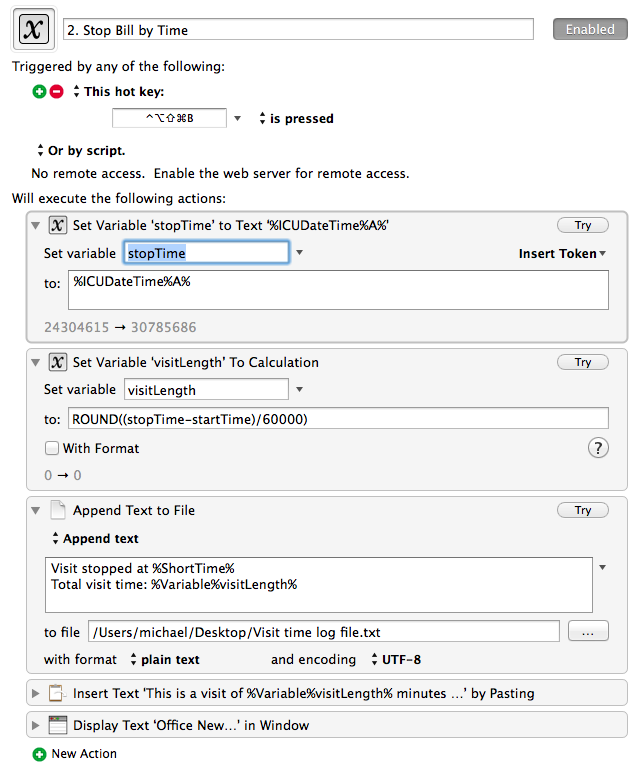 2. Stop Bill by Time
Enabled
Triggered by any of the following:
This hot key:
^⌥⇧⌘B
is pressed
Or by script.
No remote access. Enable the web server for remote access.
Will execute the following actions:
Set Variable 'stopTime' to Text '%ICUDateTime%A%'
Try
Set variable
stopTime
Insert Token
to:
%ICUDateTime%A%
24304615 → 30785686
Set Variable 'visitLength' To Calculation
Try
Set variable
visitLength
to:
ROUND((stopTime-startTime)/60000)
With Format
?
0 → 0
Append Text to File
Try
Append text
Visit stopped at %ShortTime%
Total visit time: %Variable%visitLength%
to file
/Users/michael/Desktop/Visit time log file.txt
...
with format
plain text
and encoding
UTF-8
Insert Text 'This is a visit of %Variable%visitLength% minutes ...' by Pasting
Display Text 'Office New...' in Window
New Action